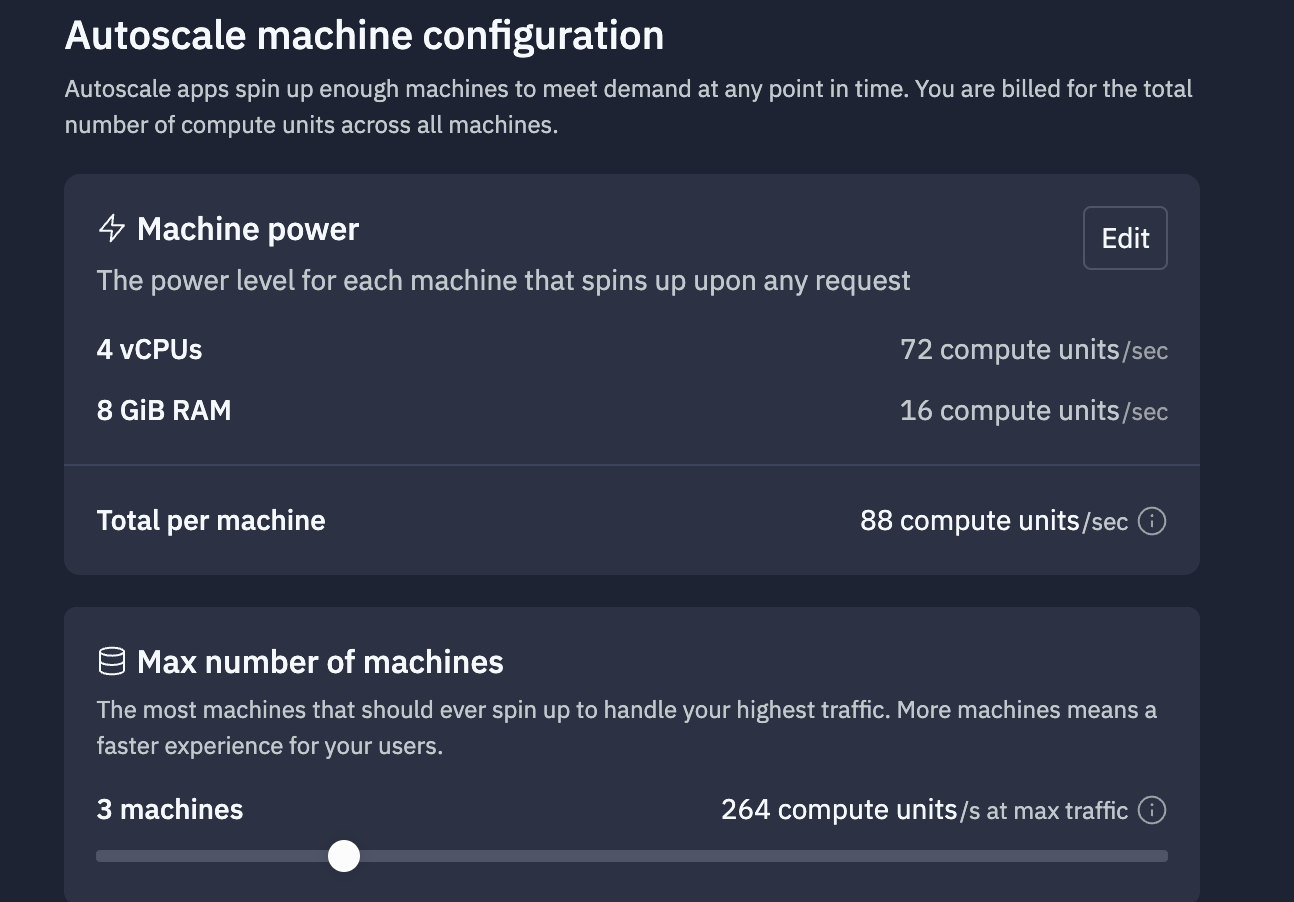 Autoscale machine configuration
Autoscale apps spin up enough machines to meet demand at any point in time. You are billed for the total
number of compute units across all machines.
Machine power
Edit
The power level for each machine that spins up upon any request
4 vCPUs 72 compute units/sec
8 GiB RAM 16 compute units/sec
Total per machine 88 compute units/sec
Max number of machines
The most machines that should ever spin up to handle your highest traffic. More machines means a
faster experience for your users.
3 machines 264 compute units/s at max traffic